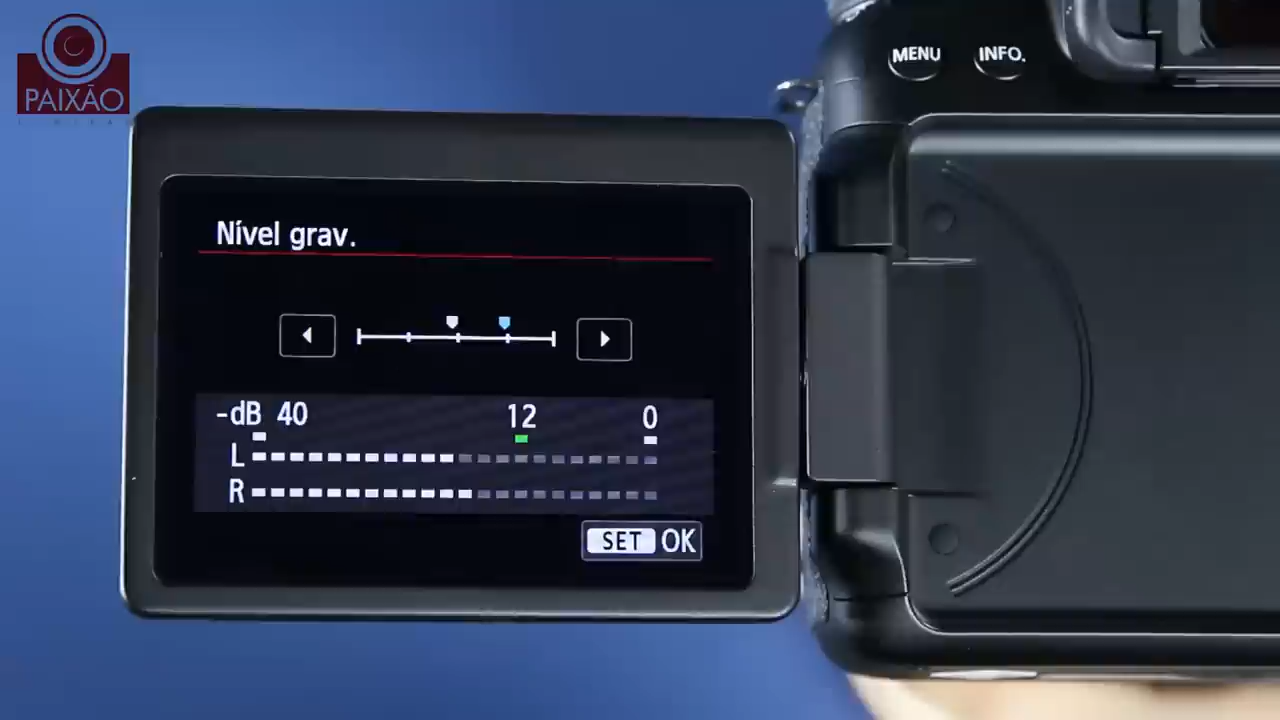 PAIXÃO
MENU INFO.
Nível grav.
-dB 40 12 0
L
R
SET OK